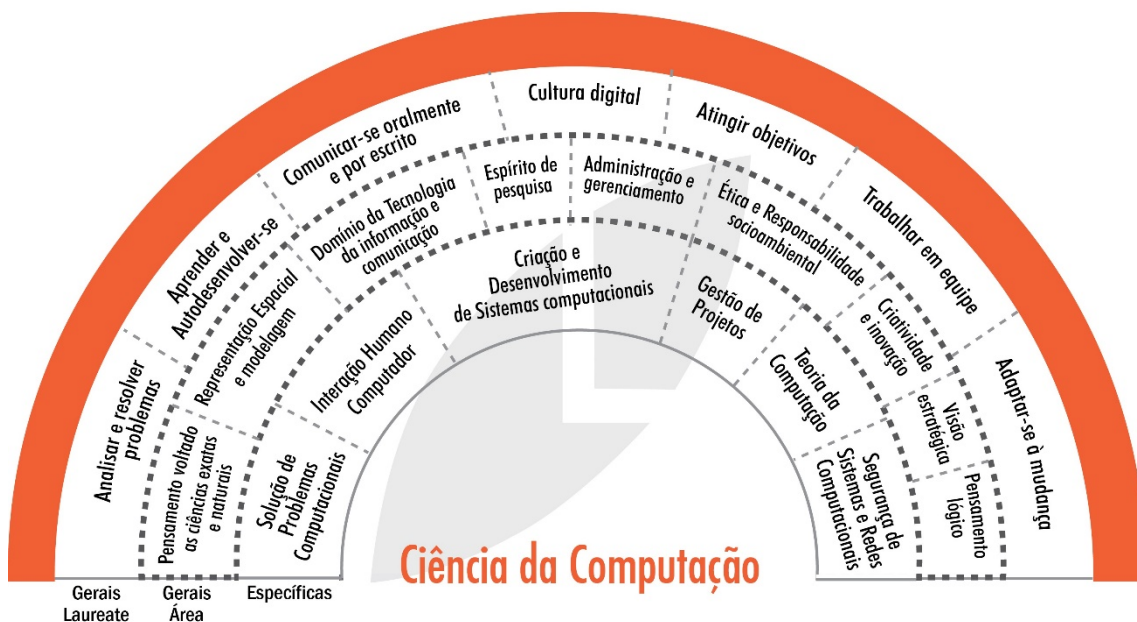 Analisar e resolver
problemas
Aprender e
Autodesenvolver-se
Comunicar-se oralmente
e por escrito
Cultura digital
Atingir objetivos
Trabalhar em equipe
Adaptar-se à mudança
Pensamento voltado
as ciências exatas
e naturais
Representação Espacial
e modelagem
Domínio da Tecnologia
da informação e
comunicação
Espírito de
pesquisa
Administração e
gerenciamento
Ética e Responsabilidade
socioambiental
Criatividade
e inovação
Visão
estratégica
Pensamento
lógico
Solução de
Problemas
Computacionais
Interação Humano
Computador
Criação e
Desenvolvimento
de Sistemas computacionais
Gestão de
Projetos
Teoria da
Computação
Segurança de
Sistemas e Redes
Computacionais
Ciência da Computação
Gerais
Laureate
Gerais
Área
Específicas